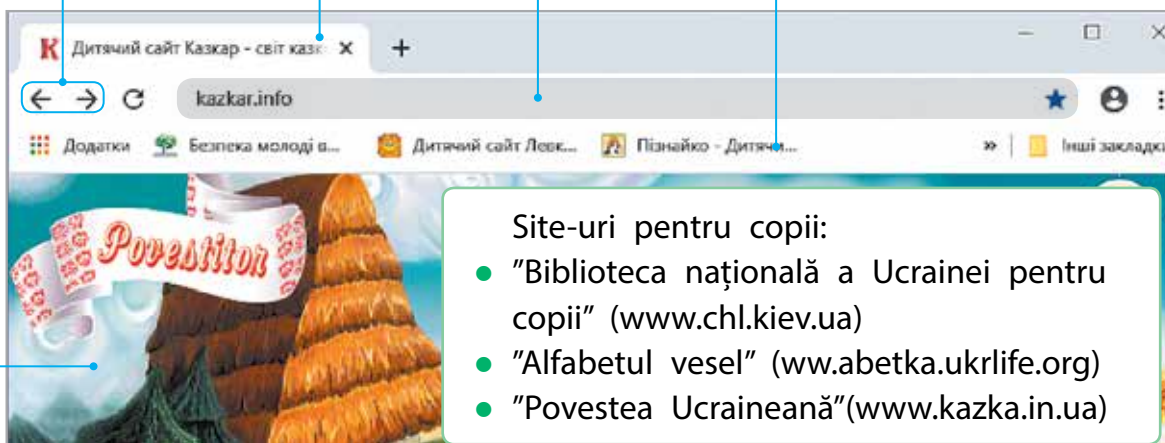 Дитячий сайт Казкар - світ казк
kazkar.info
Додатки Безпека молоді в... Дитячий сайт Левк... Пізнайко - Дитячи... » Інші закладки
Povestitor
Site-uri pentru copii:
"Biblioteca națională a Ucrainei pentru
copii" (www.chl.kiev.ua)
"Alfabetul vesel" (ww.abetka.ukrlife.org)
"Povestea Ucraineană"(www.kazka.in.ua)